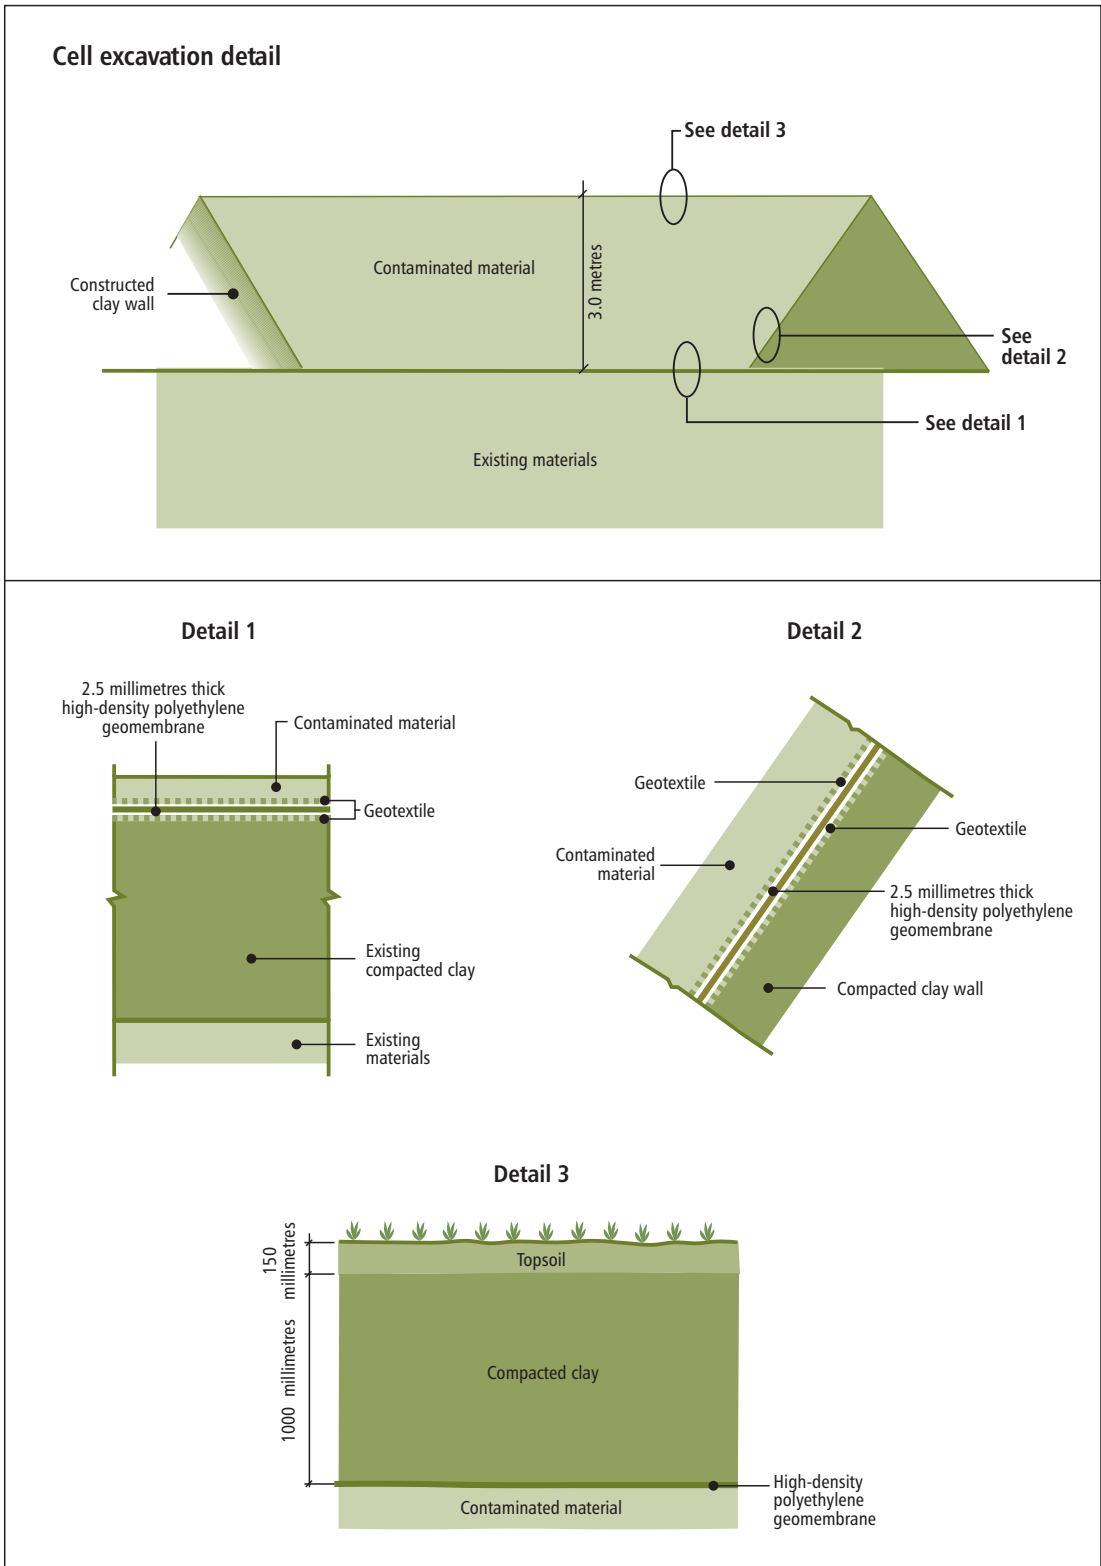 Cell excavation detail
See detail 3
Contaminated material
3.0 metres
Constructed
clay wall
See
detail 2
See detail 1
Existing materials
Detail 1
2.5 millimetres thick
high-density polyethylene
geomembrane
Contaminated material
Geotextile
Existing
compacted clay
Existing
materials
Detail 2
Geotextile
Geotextile
Contaminated
material
2.5 millimetres thick
high-density polyethylene
geomembrane
Compacted clay wall
Detail 3
150
millimetres
Topsoil
1000 millimetres
Compacted clay
Contaminated material
High-density
polyethylene
geomembrane